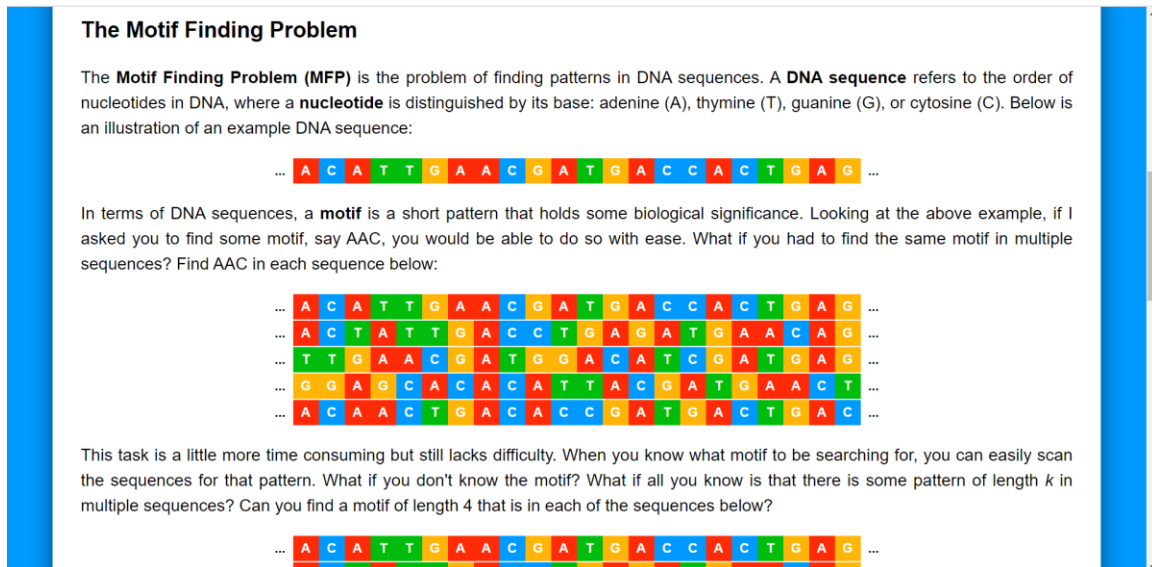 The Motif Finding Problem
The Motif Finding Problem (MFP) is the problem of finding patterns in DNA sequences. A DNA sequence refers to the order of
nucleotides in DNA, where a nucleotide is distinguished by its base: adenine (A), thymine (T), guanine (G), or cytosine (C). Below is
an illustration of an example DNA sequence:
... A C A T T G A A C G A T G A C C A C T G A G ...
In terms of DNA sequences, a motif is a short pattern that holds some biological significance. Looking at the above example, if I
asked you to find some motif, say AAC, you would be able to do so with ease. What if you had to find the same motif in multiple
sequences? Find AAC in each sequence below:
... A C A T T G A A C G A T G A C C A C T G A G ...
... A C T A T T G A C C T G A G A T G A A C A G ...
... T T G A A C G A T G G A C A T C G A T G A G ...
... G G A G C A C A C A T T A C G A T G A A C T ...
... A C A A C T G A C A C C G A T G A C T G A C ...
This task is a little more time consuming but still lacks difficulty. When you know what motif to be searching for, you can easily scan
the sequences for that pattern. What if you don't know the motif? What if all you know is that there is some pattern of length k in
multiple sequences? Can you find a motif of length 4 that is in each of the sequences below?
... A C A T T G A A C G A T G A C C A C T G A G ...